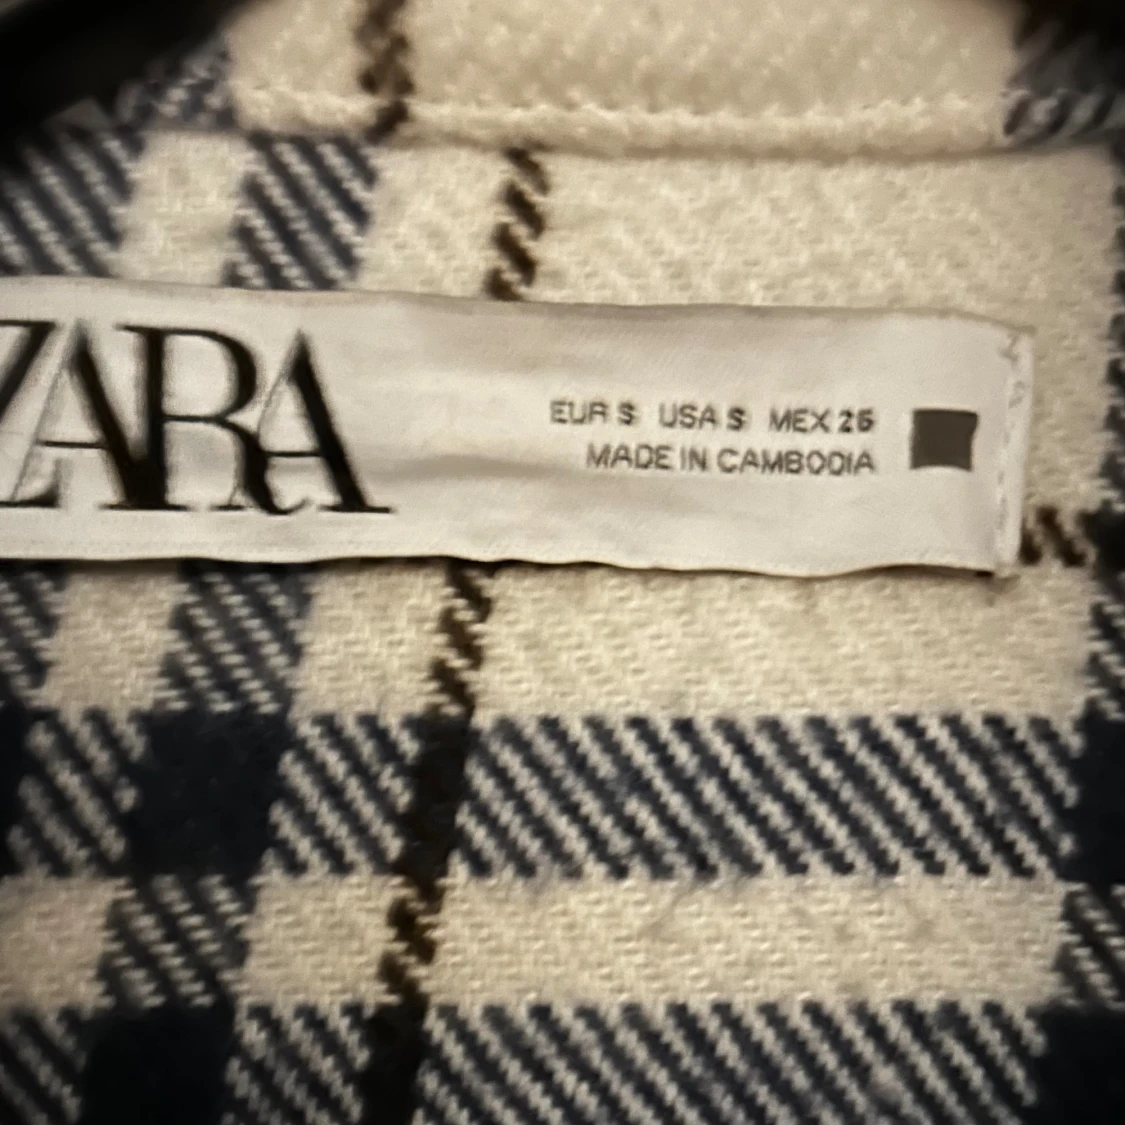 ZARA
EUR S USA S MEX 26
MADE IN CAMBODIA